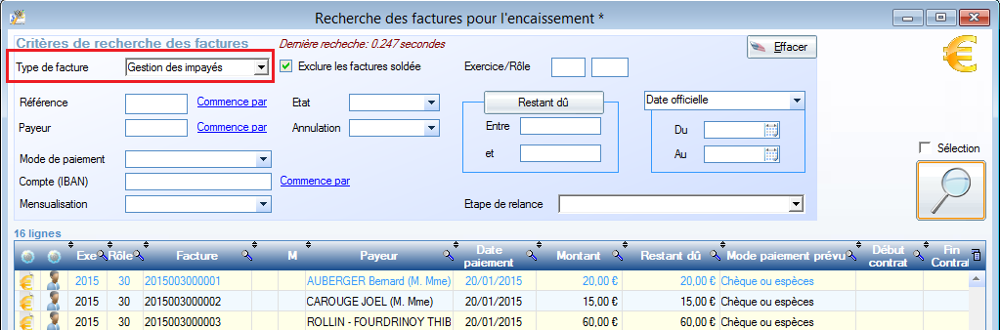 Recherche des factures pour l'encaissement *
Critères de recherche des factures
Dernière recheche: 0.247 secondes
Effacer
Type de facture Gestion des impayés
Exclure les factures soldée
Exercice/Rôle
Référence Commence par Etat
Restant dû
Date officielle
Payeur Commence par Annulation
Entre
Du
et
Au
Mode de paiement
Sélection
Compte (IBAN) Commence par
Mensualisation
Etape de relance
16 lignes
Exe Rôle Facture M Payeur Date paiement Montant Restant dû Mode paiement prévu Début contrat Fin Contrat
2015 30 2015003000001 AUBERGER Bernard (M. Mme) 20/01/2015 20,00 € 20,00 € Chèque ou espèces
2015 30 2015003000002 CAROUGE JOEL (M. Mme) 20/01/2015 15,00 € 15,00 € Chèque ou espèces
2015 30 2015003000003 ROLLIN - FOURDRINOY THIB 20/01/2015 60,00 € 60,00 € Chèque ou espèces